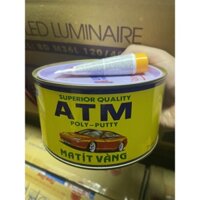 LED LUMINAIRE
SUPERIOR QUALITY
ATM
POLY-PUTTY
MATÍT VÀNG